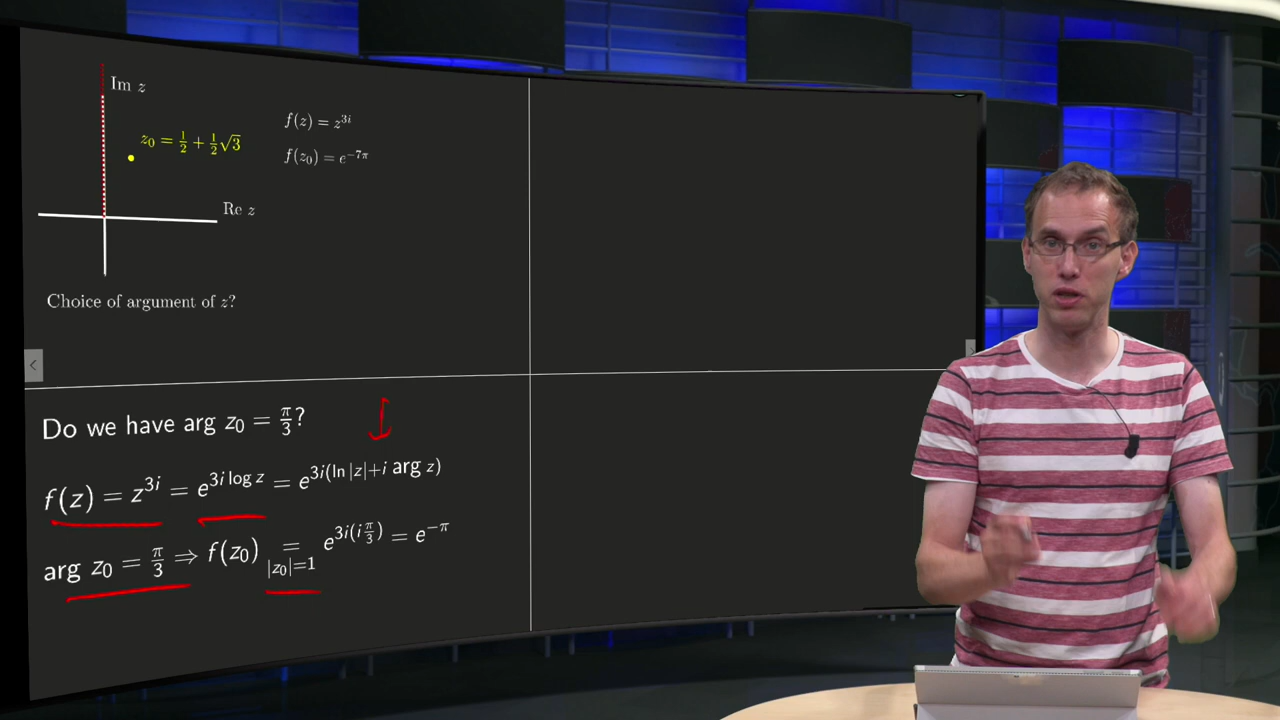 Im z
z₀ = 1/2 + 1/2√3
f(z) = z^{3i}
f(z₀) = e^{-7π}
Re z
Choice of argument of z?
Do we have arg z₀ = π/3?
f(z) = z^{3i} = e^{3i log z} = e^{3i(ln |z|+i arg z)}
arg z₀ = π/3 ⇒ f(z₀) =_{|z₀|=1} e^{3i(i π/3)} = e^{-π}